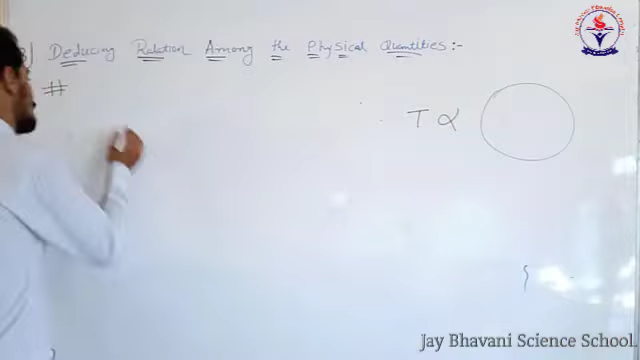 ) Deducing Relation Among the Physical Quantities :-
#
T ∝
Jay Bhavani Science School.